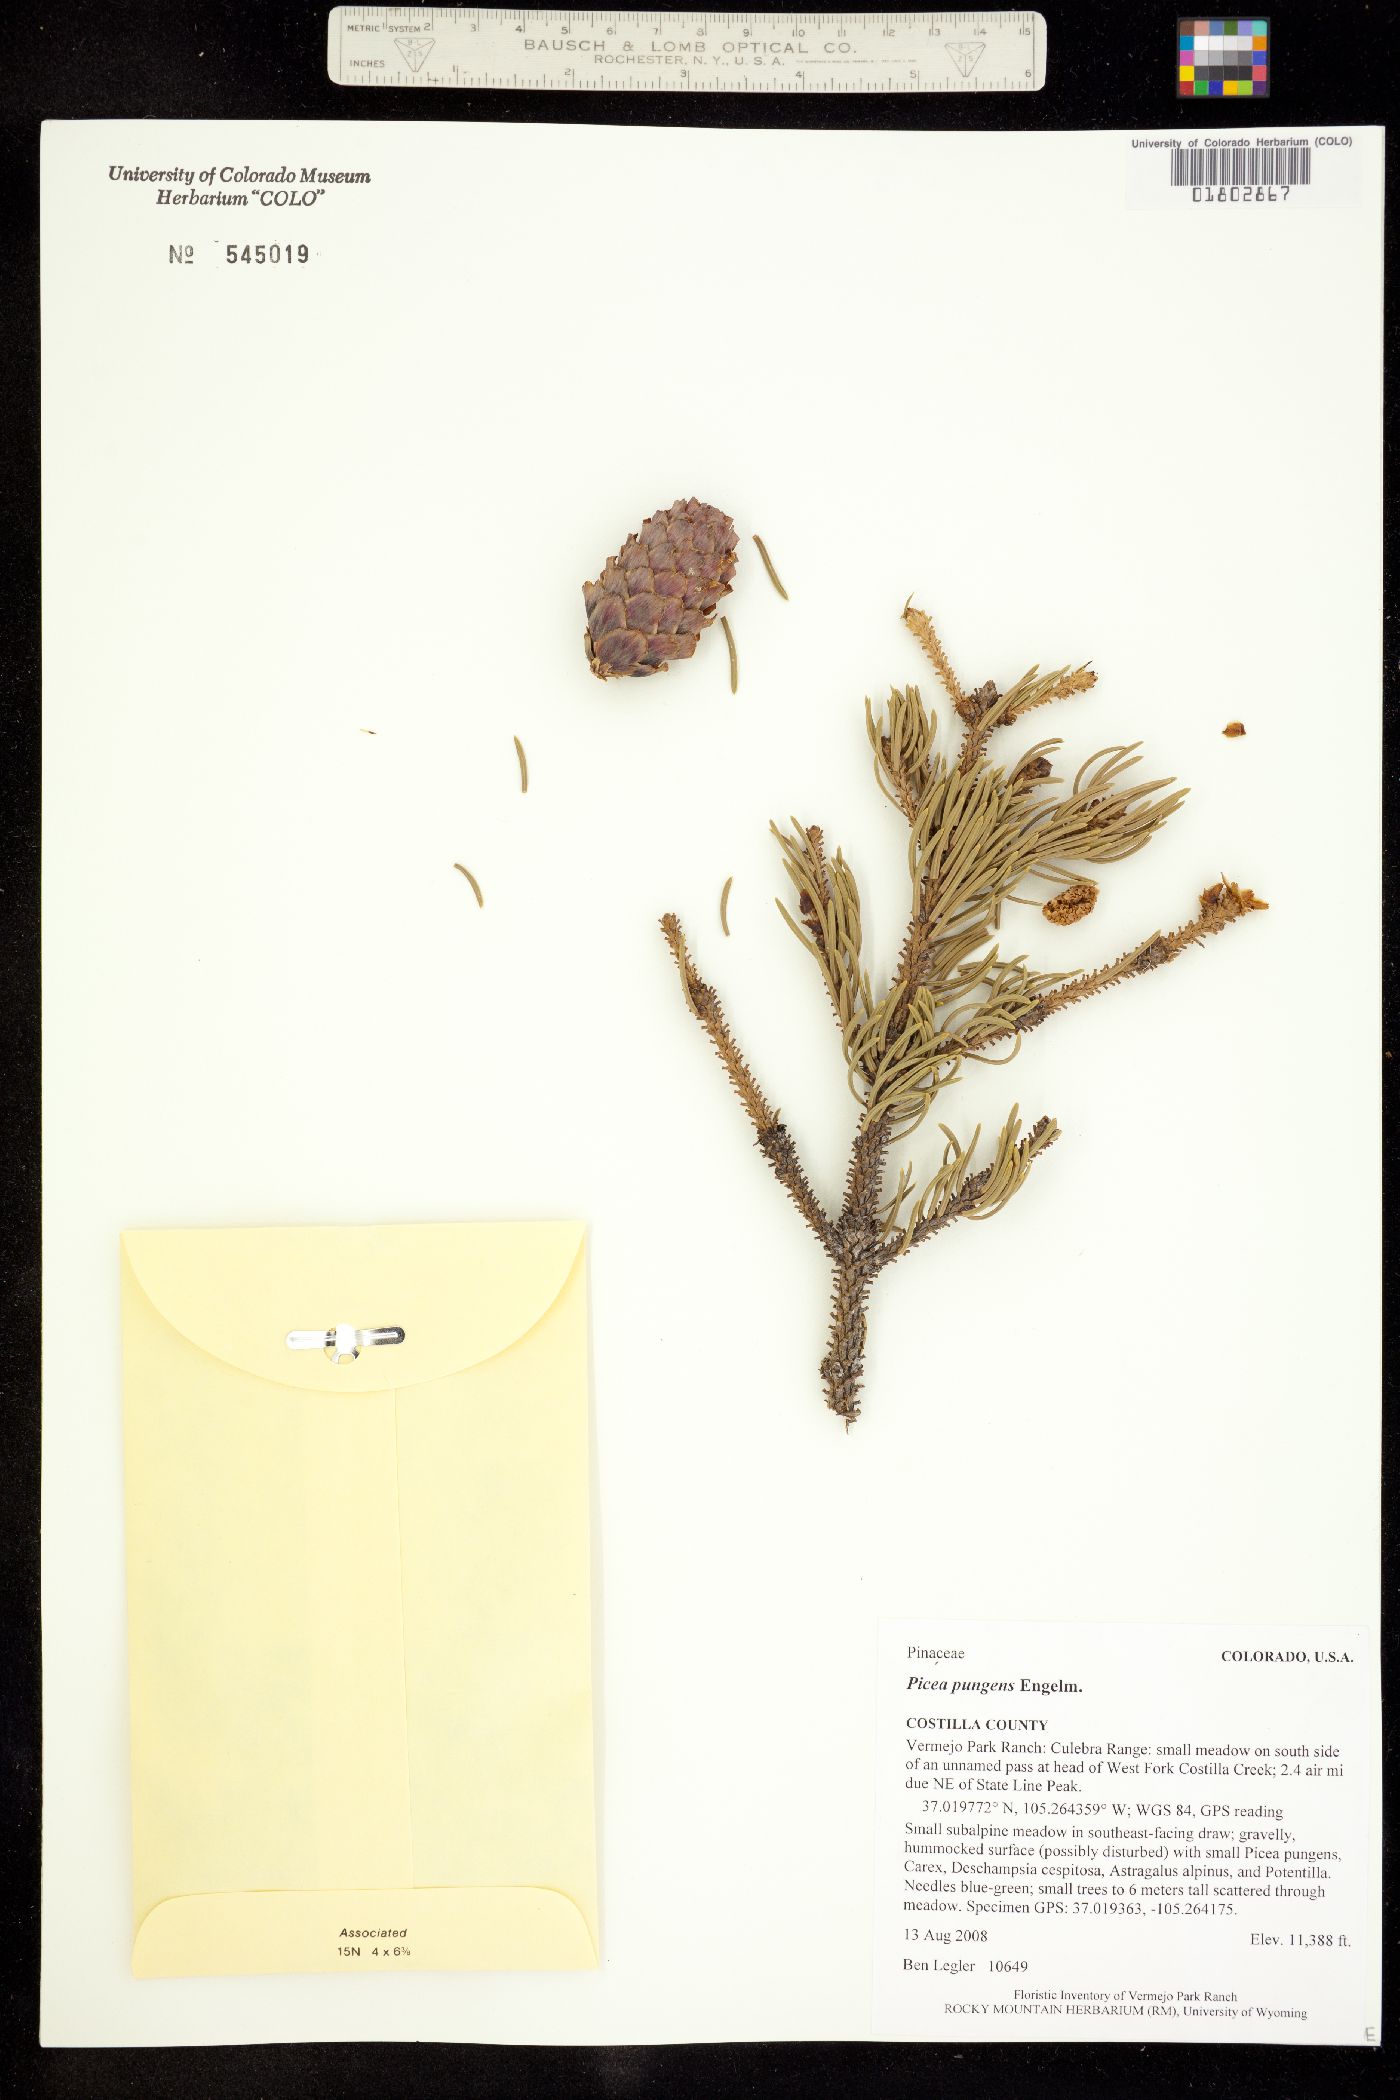 METRIC SYSTEM 2 3 4 5 6 7 8 9 10 11 12 13 14 15
BAUSCH & LOMB OPTICAL CO.
ROCHESTER, N. Y., U. S. A.
INCHES 1 2 3 4 5 6
University of Colorado Herbarium (COLO)
01802867
University of Colorado Museum
Herbarium "COLO"
No 545019
Pinaceae
COLORADO, U.S.A.
Picea pungens Engelm.
COSTILLA COUNTY
Vermejo Park Ranch: Culebra Range: small meadow on south side
of an unnamed pass at head of West Fork Costilla Creek; 2.4 air mi
due NE of State Line Peak.
37.019772° N, 105.264359° W; WGS 84, GPS reading
Small subalpine meadow in southeast-facing draw; gravelly,
hummocked surface (possibly disturbed) with small Picea pungens,
Carex, Deschampsia cespitosa, Astragalus alpinus, and Potentilla.
Needles blue-green; small trees to 6 meters tall scattered through
meadow. Specimen GPS: 37.019363, -105.264175.
13 Aug 2008
Elev. 11,388 ft.
Ben Legler 10649
Floristic Inventory of Vermejo Park Ranch
ROCKY MOUNTAIN HERBARIUM (RM), University of Wyoming
Associated
15N 4 x 6⅜
E